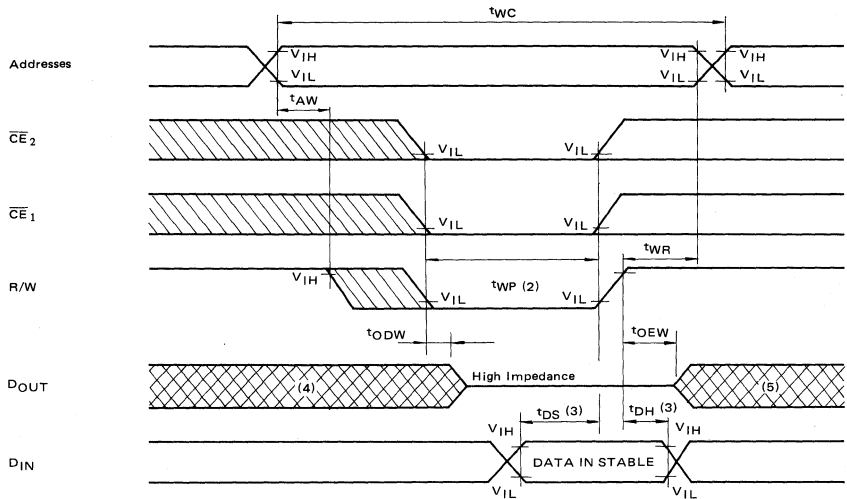 tWC
Addresses
VIH
VIL
VIH
VIL
tAW
CE2
VIL
VIL
CE1
VIL
VIL
tWR
R/W
VIH
VIL
tWP (2)
VIL
tODW
tOEW
DOUT
(4)
High Impedance
(5)
tDS (3)
tDH (3)
VIH
VIH
DIN
DATA IN STABLE
VIL
VIL